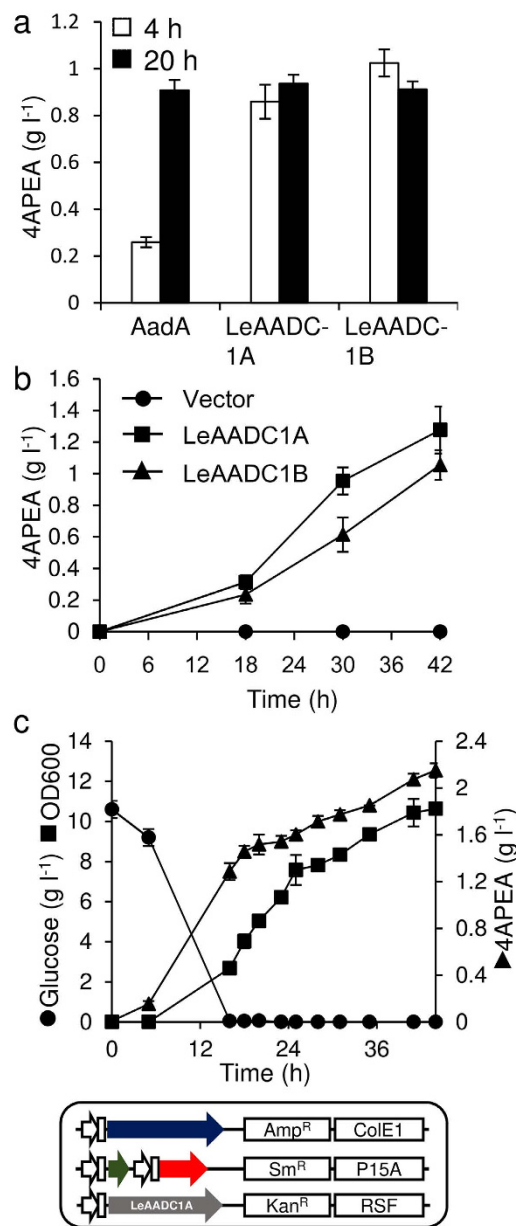 a
4 h
20 h
4APEA (g l⁻¹)
1.2
1
0.8
0.6
0.4
0.2
0
AadA
LeAADC-
1A
LeAADC-
1B
b
Vector
LeAADC1A
LeAADC1B
4APEA (g l⁻¹)
1.6
1.4
1.2
1
0.8
0.6
0.4
0.2
0
0 6 12 18 24 30 36 42
Time (h)
c
Glucose (g l⁻¹) OD600
14
12
10
8
6
4
2
0
2.4
2
1.6
1.2
0.8
0.4
0
4APEA (g l⁻¹)
0 12 24 36
Time (h)
Ampᴿ ColE1
Smᴿ P15A
LeAADC1A Kanᴿ RSF